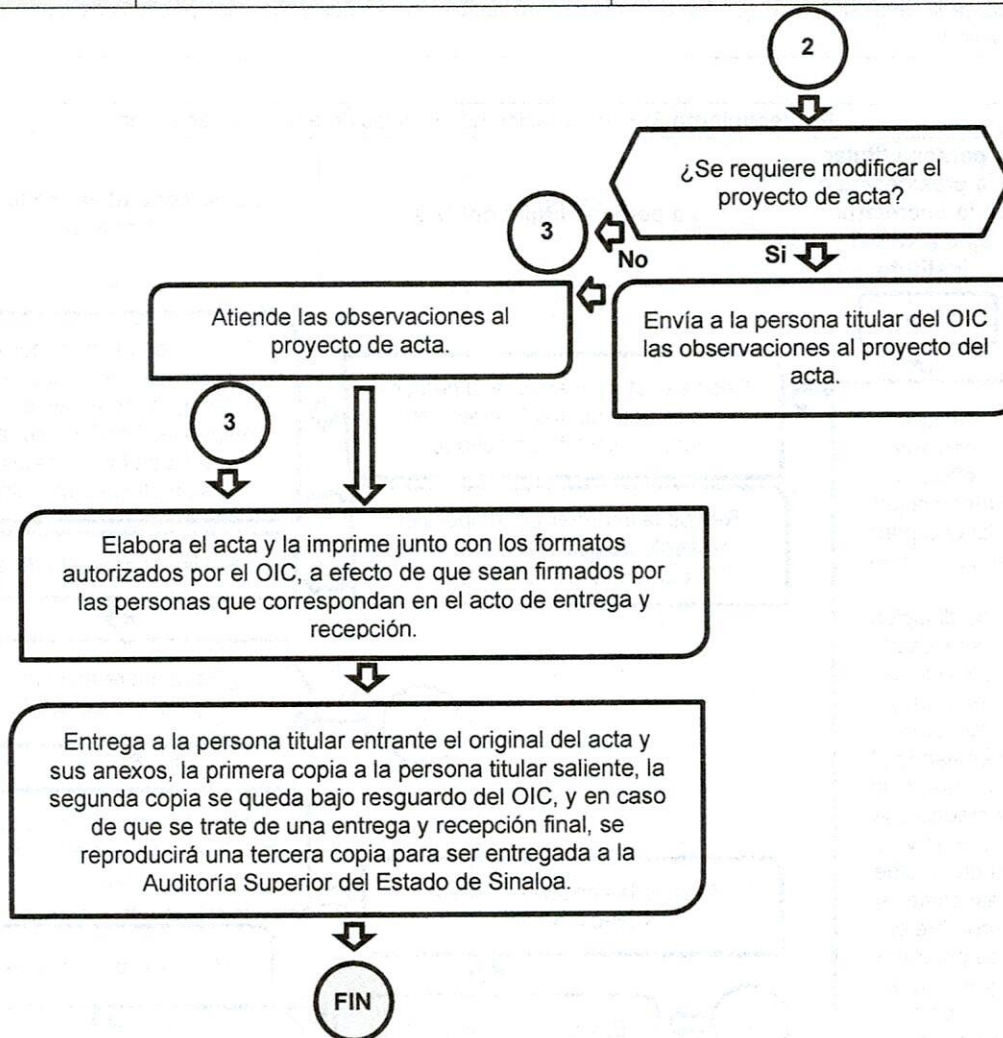 2
¿Se requiere modificar el
proyecto de acta?
3
No
Si
Atiende las observaciones al
proyecto de acta.
Envía a la persona titular del OIC
las observaciones al proyecto del
acta.
3
Elabora el acta y la imprime junto con los formatos
autorizados por el OIC, a efecto de que sean firmados por
las personas que correspondan en el acto de entrega y
recepción.
Entrega a la persona titular entrante el original del acta y
sus anexos, la primera copia a la persona titular saliente, la
segunda copia se queda bajo resguardo del OIC, y en caso
de que se trate de una entrega y recepción final, se
reproducirá una tercera copia para ser entregada a la
Auditoría Superior del Estado de Sinaloa.
FIN